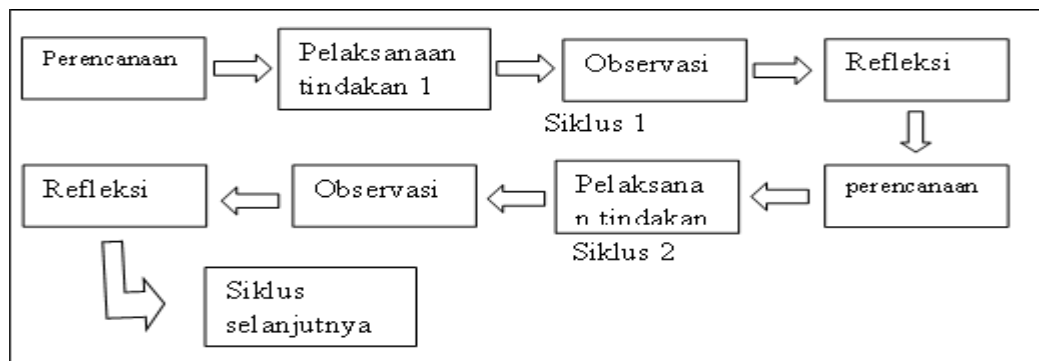 Perencanaan
Pelaksanaan
tindakan 1
Observasi
Refleksi
Siklus 1
perencanaan
Pelaksana
n tindakan
Observasi
Refleksi
Siklus 2
Siklus
selanjutnya